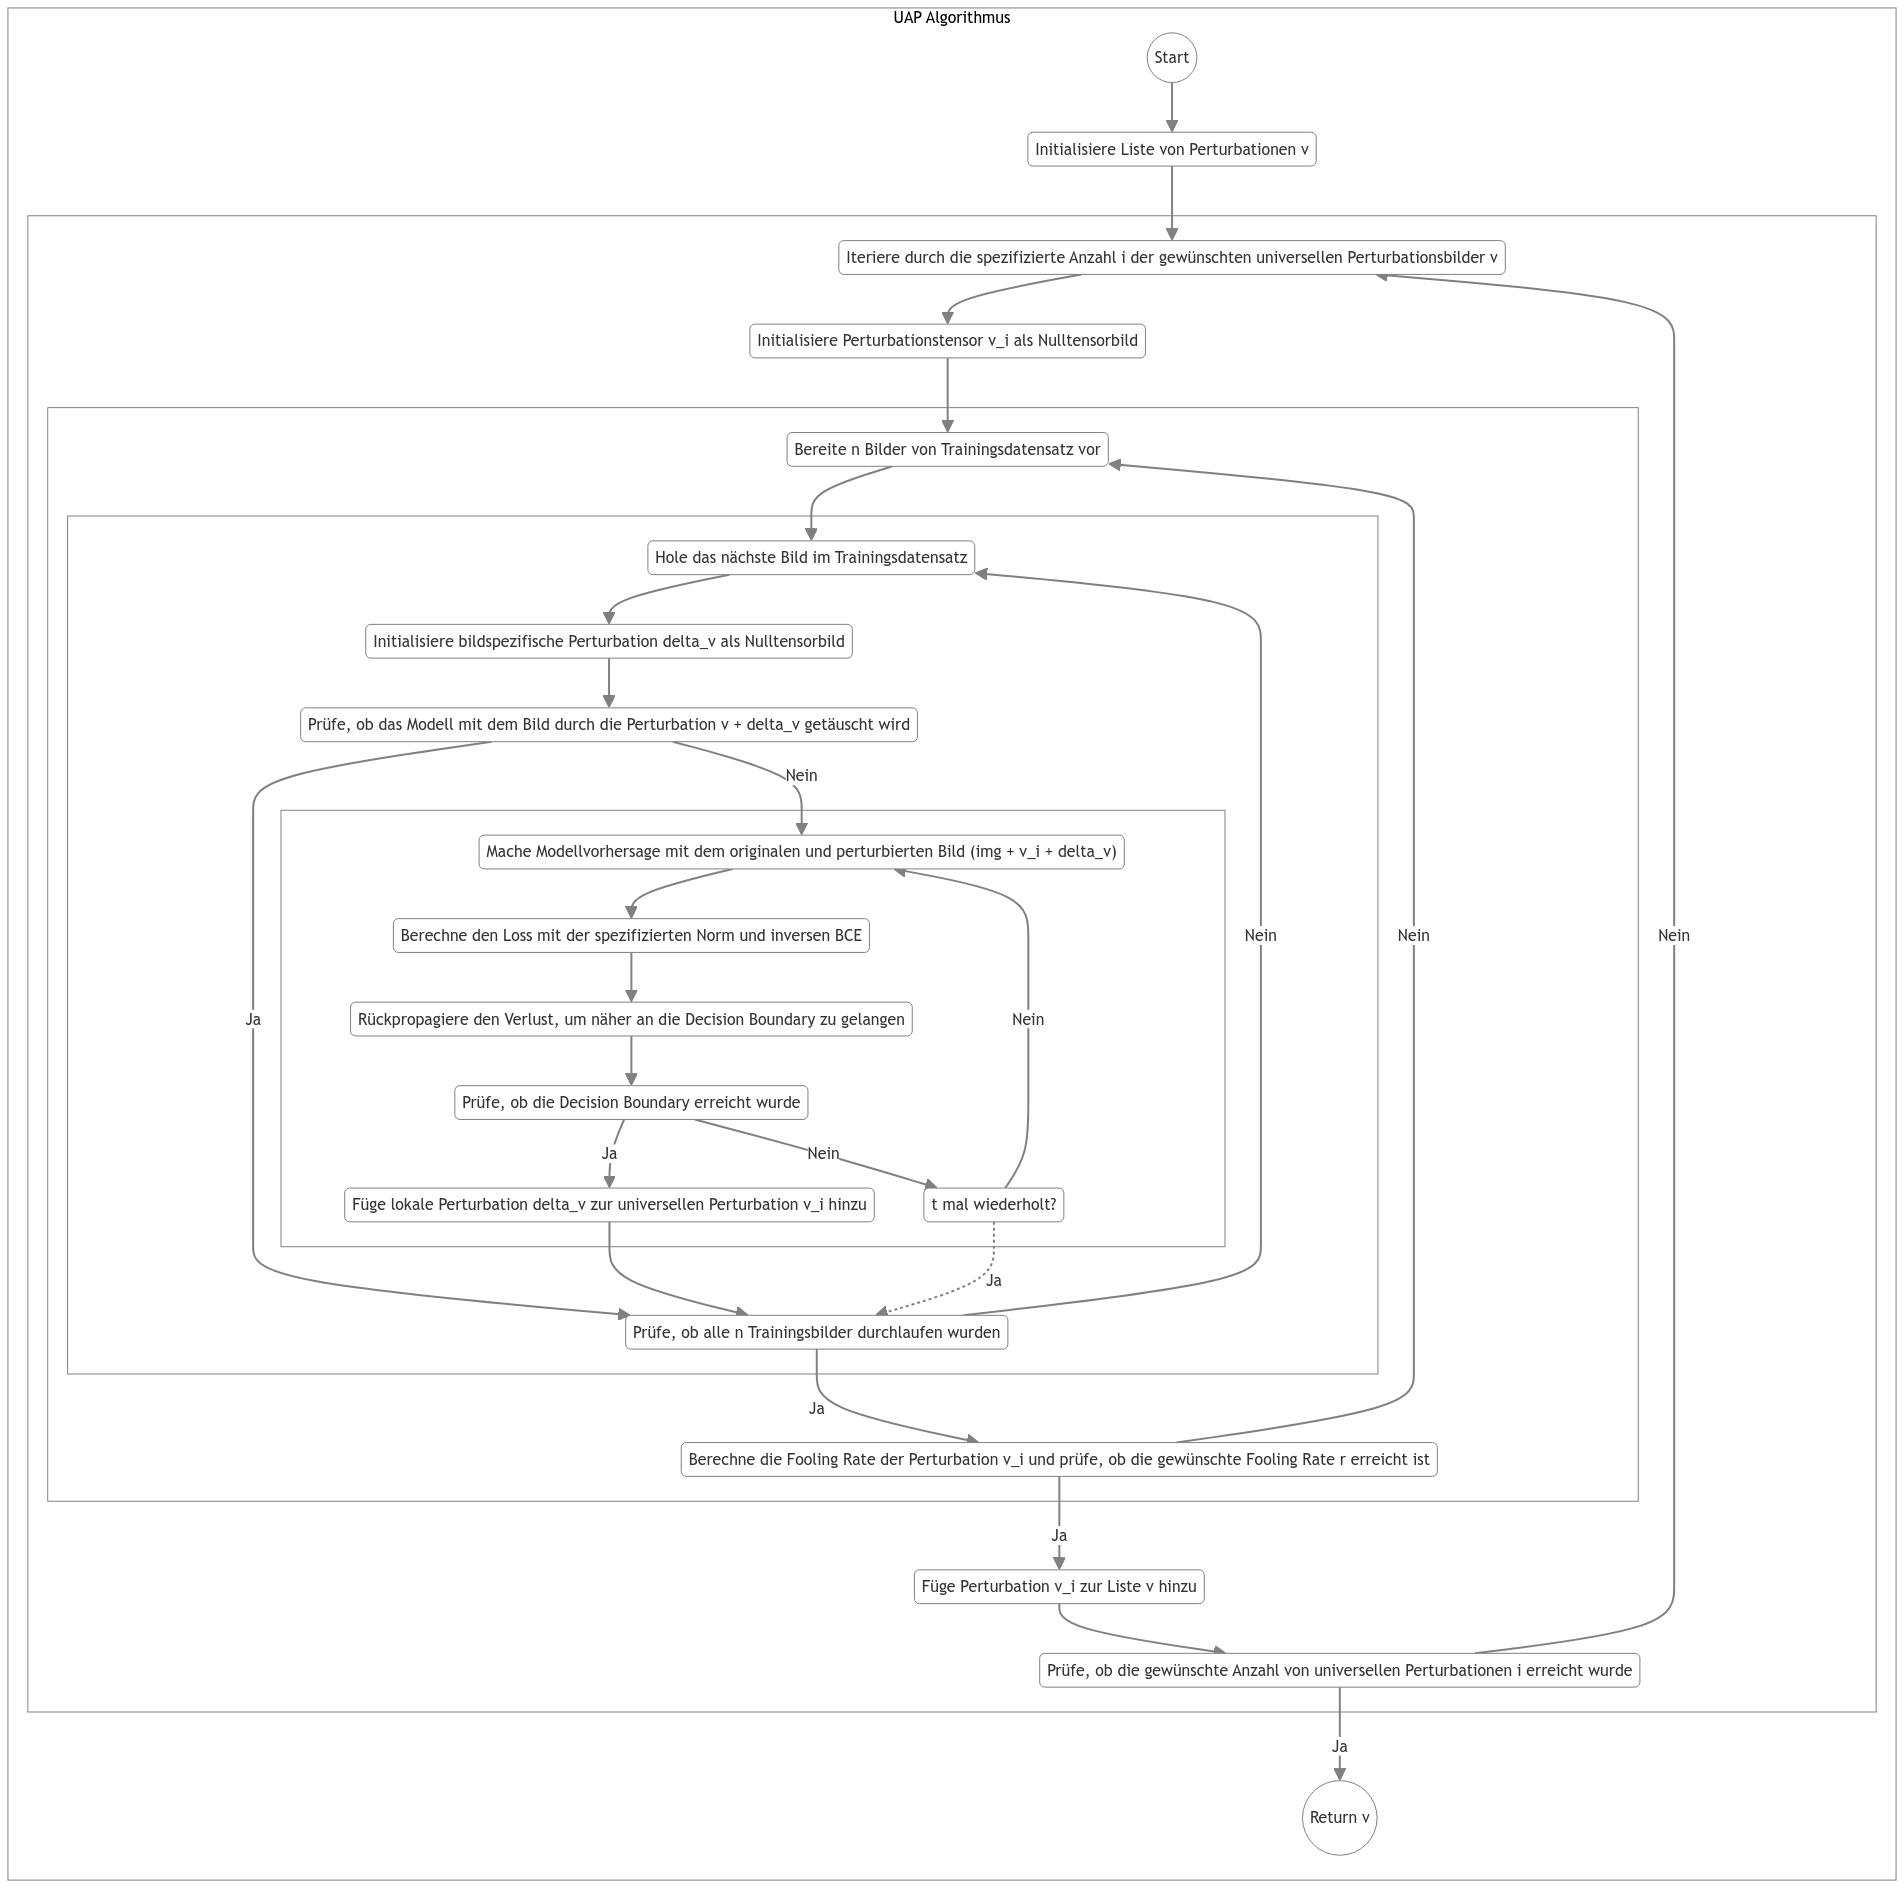 UAP Algorithmus
Start
Initialisiere Liste von Perturbationen v
Iteriere durch die spezifizierte Anzahl i der gewünschten universellen Perturbationsbilder v
Initialisiere Perturbationstensor v_i als Nulltensorbild
Bereite n Bilder von Trainingsdatensatz vor
Hole das nächste Bild im Trainingsdatensatz
Initialisiere bildspezifische Perturbation delta_v als Nulltensorbild
Prüfe, ob das Modell mit dem Bild durch die Perturbation v + delta_v getäuscht wird
Nein
Mache Modellvorhersage mit dem originalen und perturbierten Bild (img + v_i + delta_v)
Berechne den Loss mit der spezifizierten Norm und inversen BCE
Nein
Nein
Nein
Ja
Rückpropagiere den Verlust, um näher an die Decision Boundary zu gelangen
Nein
Prüfe, ob die Decision Boundary erreicht wurde
Ja
Nein
Füge lokale Perturbation delta_v zur universellen Perturbation v_i hinzu
t mal wiederholt?
Ja
Prüfe, ob alle n Trainingsbilder durchlaufen wurden
Ja
Berechne die Fooling Rate der Perturbation v_i und prüfe, ob die gewünschte Fooling Rate r erreicht ist
Ja
Füge Perturbation v_i zur Liste v hinzu
Prüfe, ob die gewünschte Anzahl von universellen Perturbationen i erreicht wurde
Ja
Return v